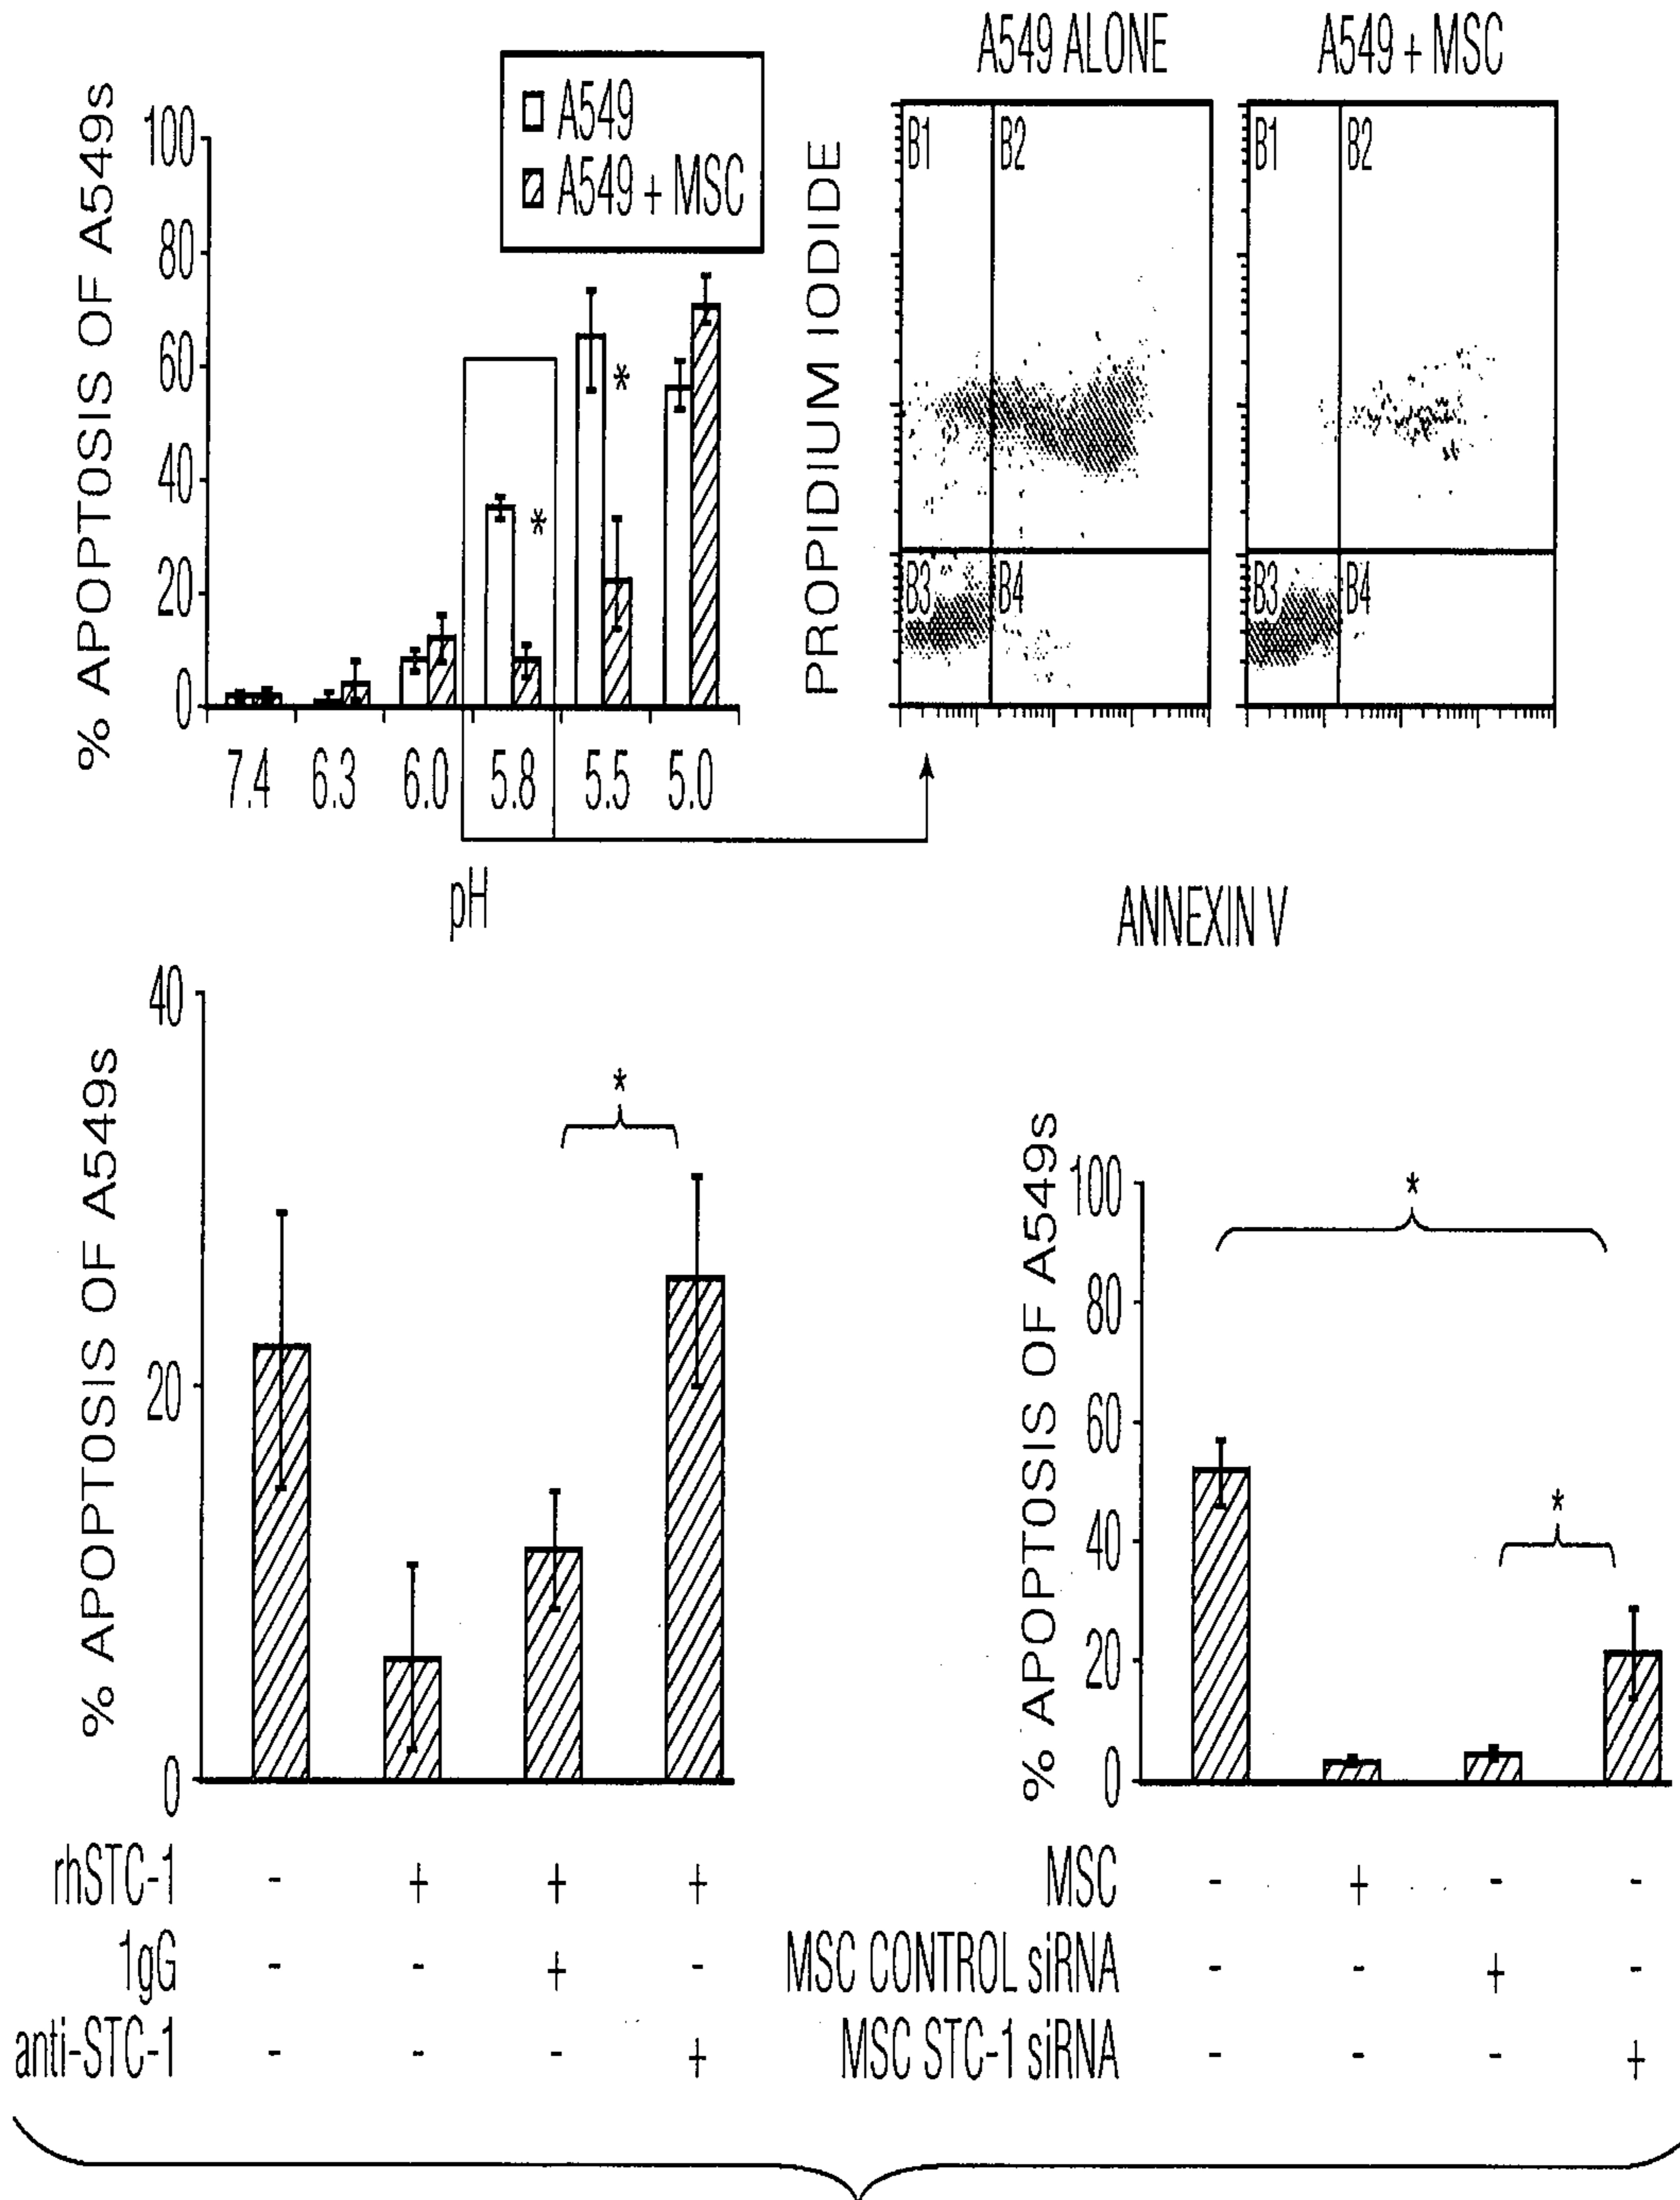 % APOPTOSIS OF A549s
100
80
60
40
20
0
A549
A549 + MSC
*
*
7.4 6.3 6.0 5.8 5.5 5.0
pH
A549 ALONE
A549 + MSC
PROPIDIUM IODIDE
B1 B2
B3 B4
B1 B2
B3 B4
ANNEXIN V
% APOPTOSIS OF A549s
40
20
0
*
rhSTC-1 - + + +
1gG - - + -
anti-STC-1 - - - +
% APOPTOSIS OF A549s
100
80
60
40
20
0
*
*
MSC - + - -
MSC CONTROL siRNA - - + -
MSC STC-1 siRNA - - - +